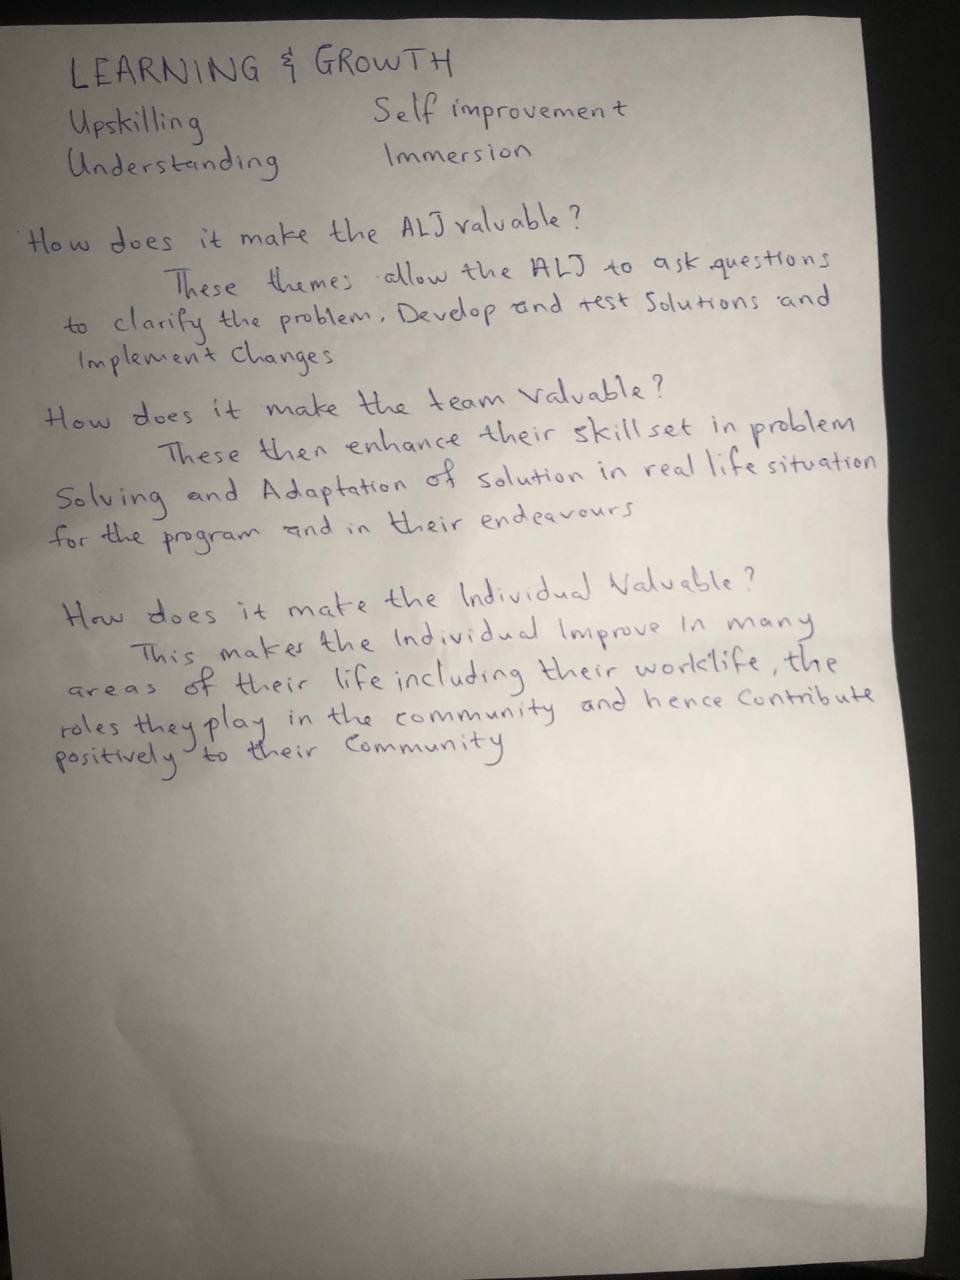 LEARNING & GROWTH
Upskilling Self improvement
Understanding Immersion
How does it make the ALJ valuable?
These themes allow the ALJ to ask questions
to clarify the problem. Develop and test Solutions and
Implement Changes
How does it make the team valuable?
These then enhance their skill set in problem
Solving and Adaptation of solution in real life situation
for the program and in their endeavours
How does it make the Individual Valuable?
This makes the Individual Improve In many
areas of their life including their worklife, the
roles they play in the community and hence Contribute
positively to their Community